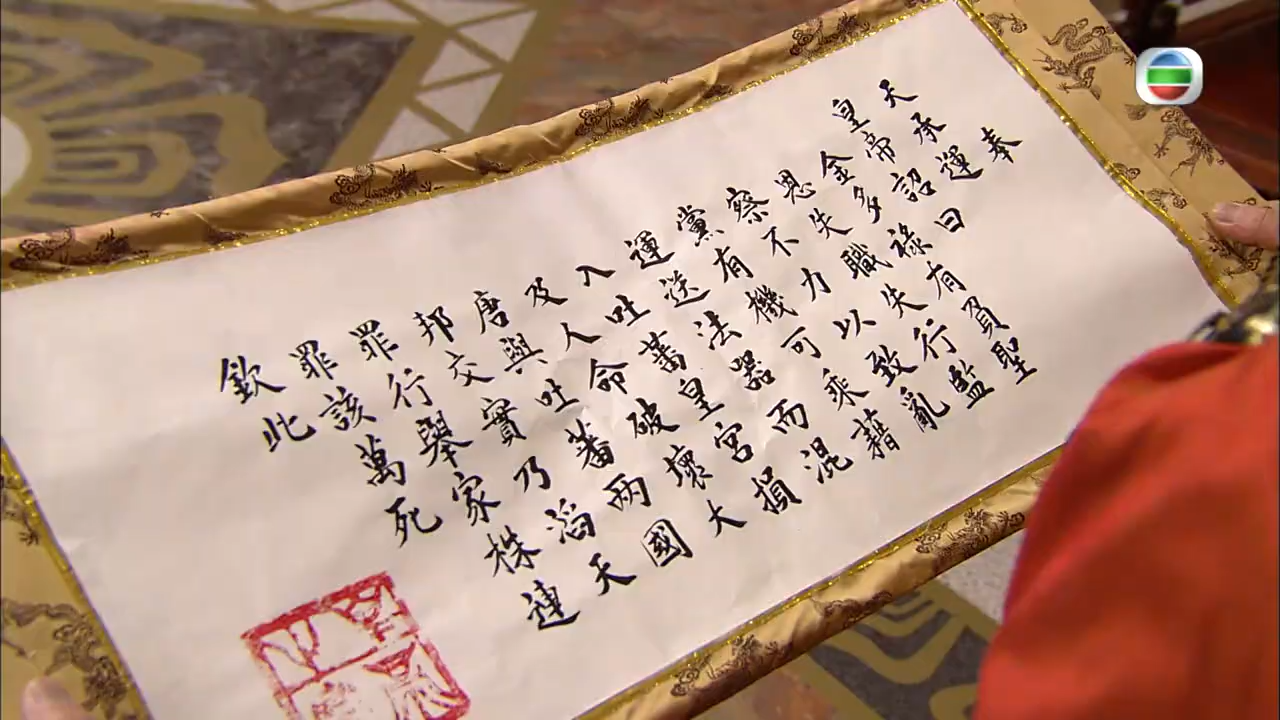 奉
天承運
皇帝詔曰
金多祿有負聖
恩失職失行監
察不力以致亂
黨有機可乘藉
運送法器而混
入吐蕃皇宮損
及人命破壞大
唐與吐蕃两國
邦交實乃滔天
罪行舉家株連
罪該萬死
欽此